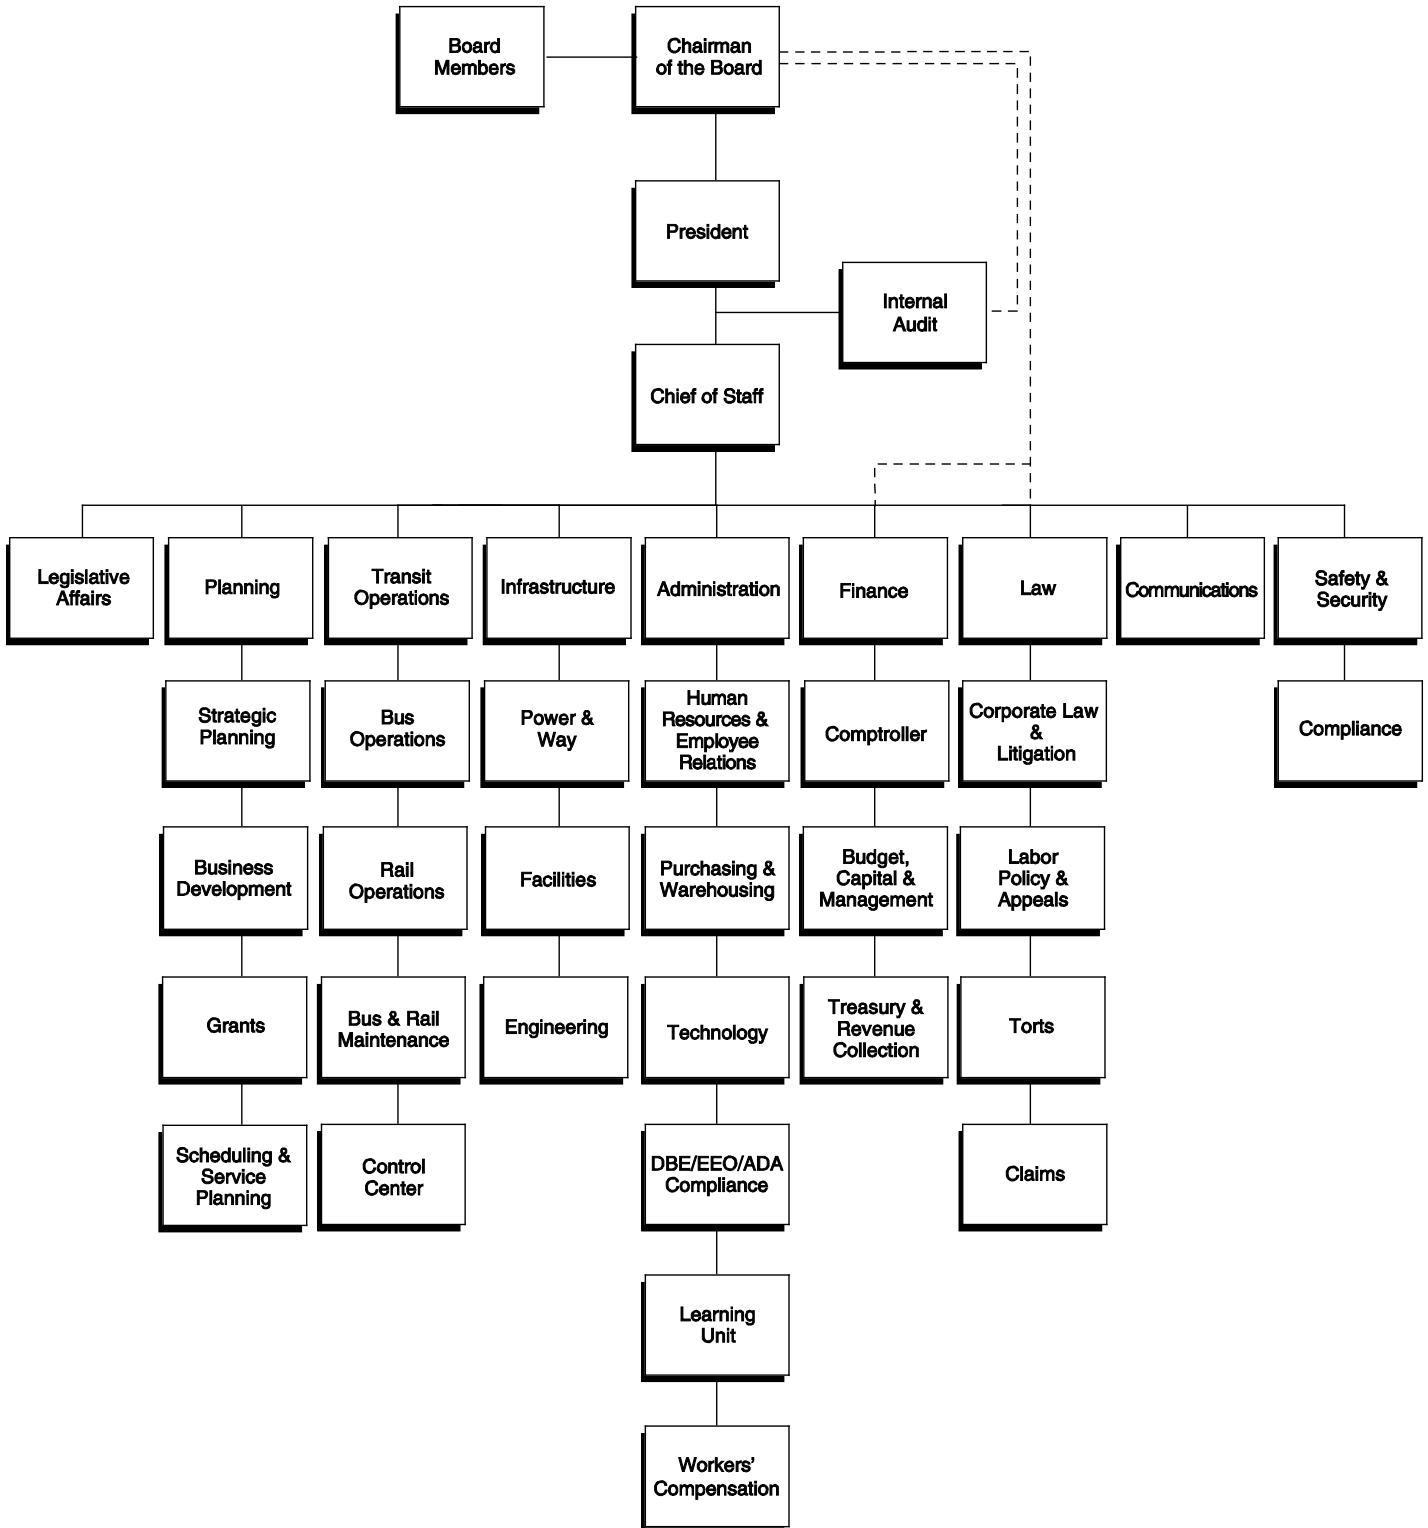 Board
Members
Chairman
of the Board
President
Internal
Audit
Chief of Staff
Legislative
Affairs
Planning
Transit
Operations
Infrastructure
Administration
Finance
Law
Communications
Safety &
Security
Strategic
Planning
Bus
Operations
Power &
Way
Human
Resources &
Employee
Relations
Comptroller
Corporate Law
&
Litigation
Compliance
Business
Development
Rail
Operations
Facilities
Purchasing &
Warehousing
Budget,
Capital &
Management
Labor
Policy &
Appeals
Grants
Bus & Rail
Maintenance
Engineering
Technology
Treasury &
Revenue
Collection
Torts
Scheduling &
Service
Planning
Control
Center
DBE/EEO/ADA
Compliance
Claims
Learning
Unit
Workers’
Compensation